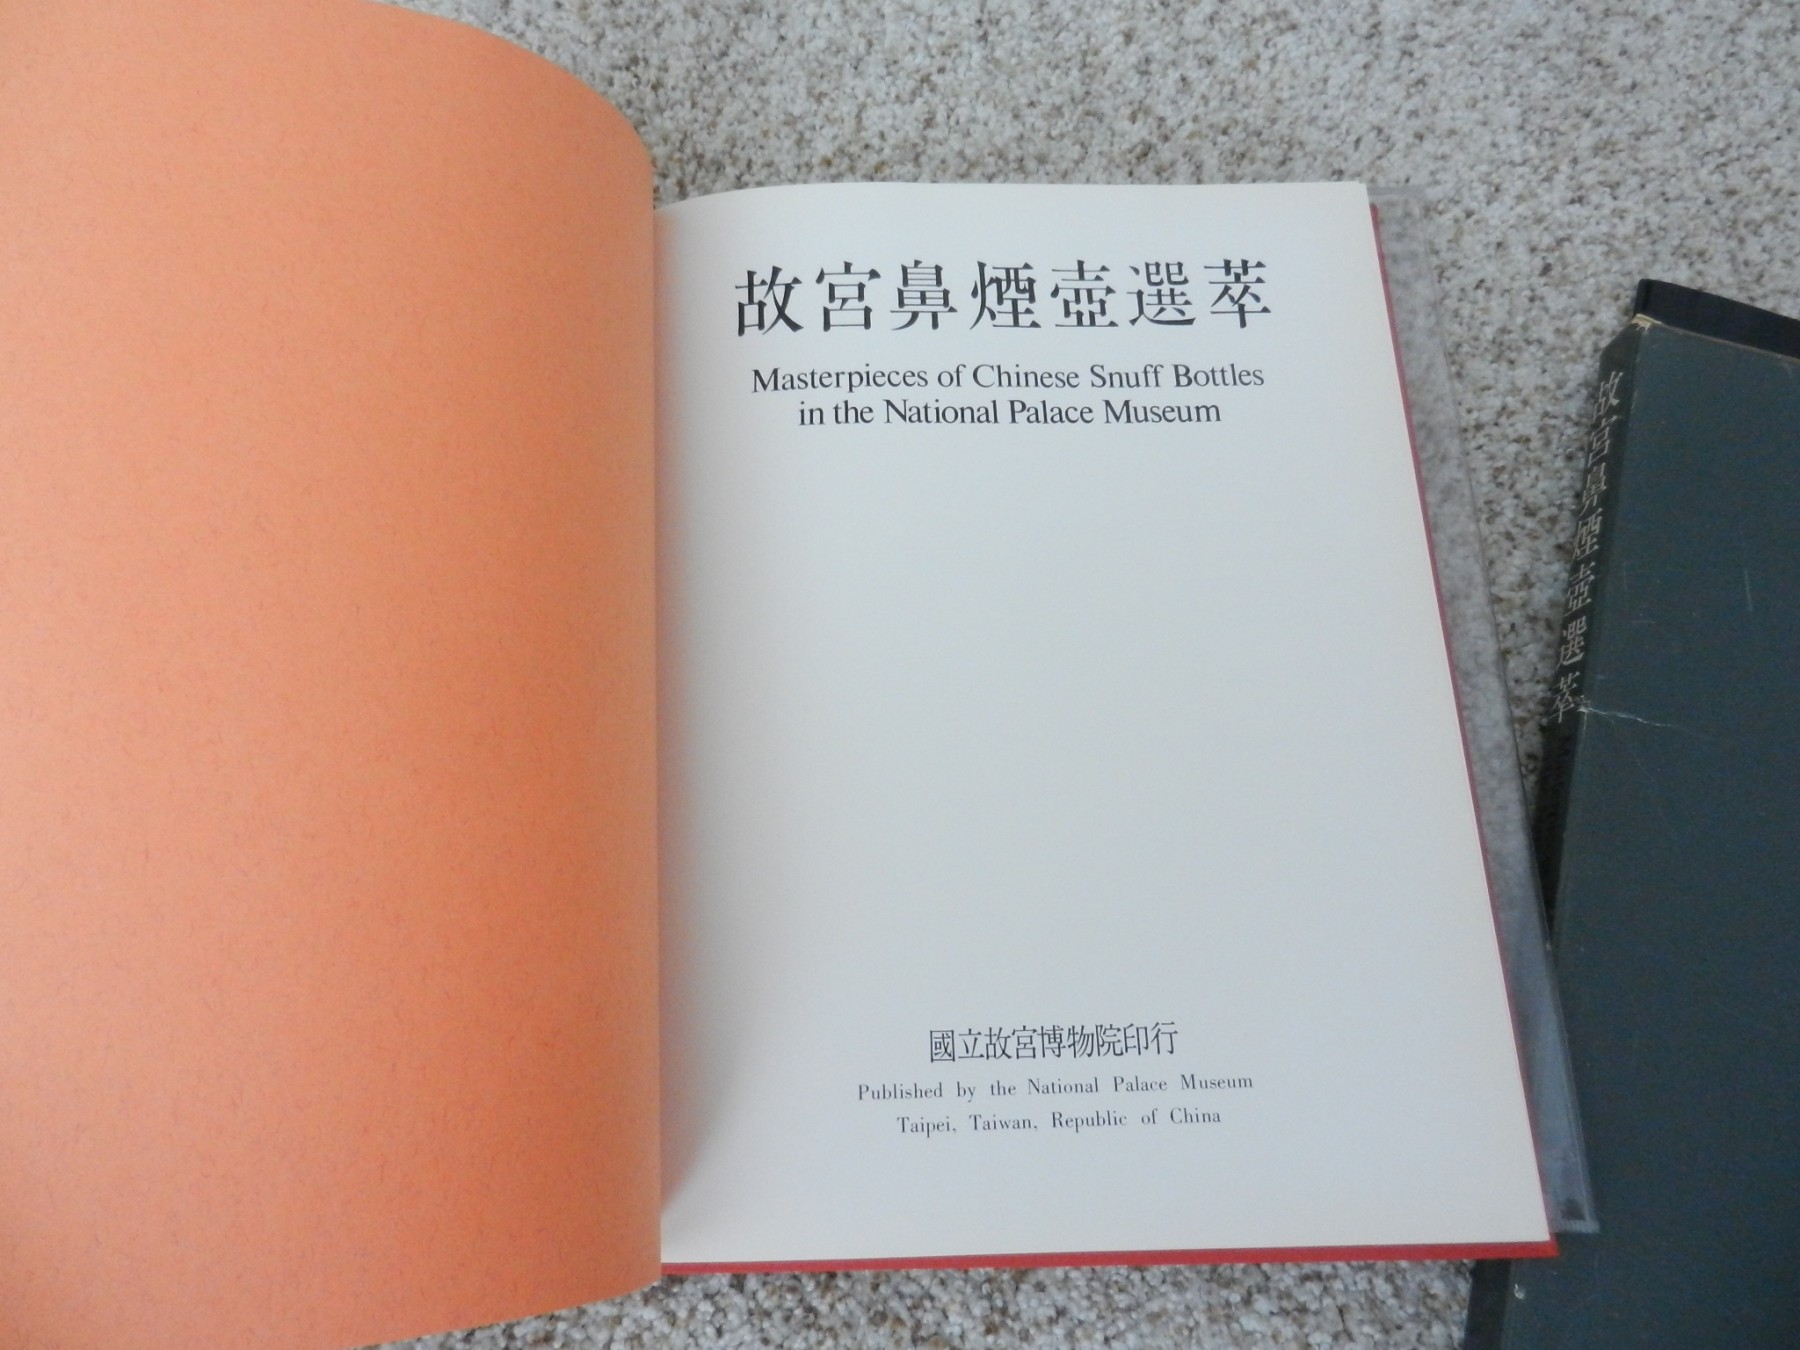 故宮鼻煙壺選萃
Masterpieces of Chinese Snuff Bottles
in the National Palace Museum
國立故宮博物院印行
Published by the National Palace Museum
Taipei, Taiwan, Republic of China
故宮鼻煙壺選萃